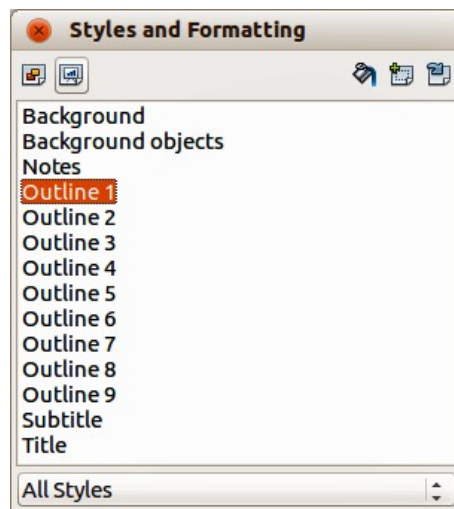 Styles and Formatting
Background
Background objects
Notes
Outline 1
Outline 2
Outline 3
Outline 4
Outline 5
Outline 6
Outline 7
Outline 8
Outline 9
Subtitle
Title
All Styles